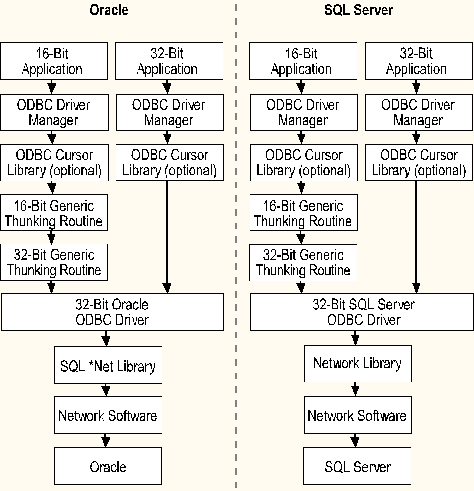 Oracle
16-Bit
Application
32-Bit
Application
ODBC Driver
Manager
ODBC Driver
Manager
ODBC Cursor
Library (optional)
ODBC Cursor
Library (optional)
16-Bit Generic
Thunking Routine
32-Bit Generic
Thunking Routine
32-Bit Oracle
ODBC Driver
SQL *Net Library
Network Software
Oracle
SQL Server
16-Bit
Application
32-Bit
Application
ODBC Driver
Manager
ODBC Driver
Manager
ODBC Cursor
Library (optional)
ODBC Cursor
Library (optional)
16-Bit Generic
Thunking Routine
32-Bit Generic
Thunking Routine
32-Bit SQL Server
ODBC Driver
Network Library
Network Software
SQL Server